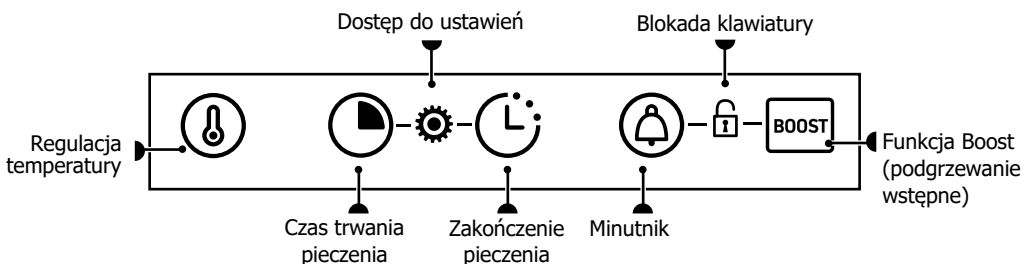 Dostęp do ustawień
Blokada klawiatury
BOOST
Regulacja
temperatury
Funkcja Boost
(podgrzewanie
wstępne)
Czas trwania
pieczenia
Zakończenie
pieczenia
Minutnik